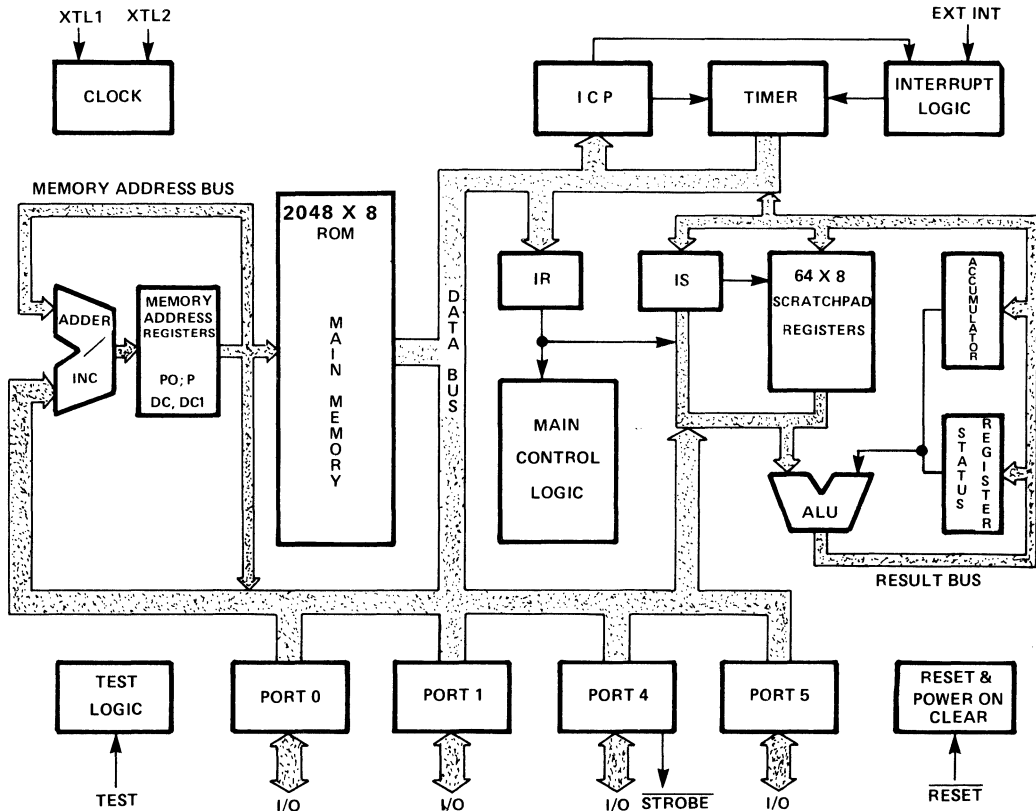 XTL1 XTL2
EXT INT
CLOCK
ICP
TIMER
INTERRUPT
LOGIC
MEMORY ADDRESS BUS
2048 X 8
ROM
MAIN MEMORY
DATA BUS
IR
IS
64 X 8
SCRATCHPAD
REGISTERS
ACCUMULATOR
ADDER
INC
MEMORY
ADDRESS
REGISTERS
PO; P
DC, DC1
MAIN
CONTROL
LOGIC
STATUS
REGISTER
ALU
RESULT BUS
TEST
LOGIC
PORT 0
PORT 1
PORT 4
PORT 5
RESET &
POWER ON
CLEAR
TEST
I/O
I/O
I/O
STROBE
I/O
RESET